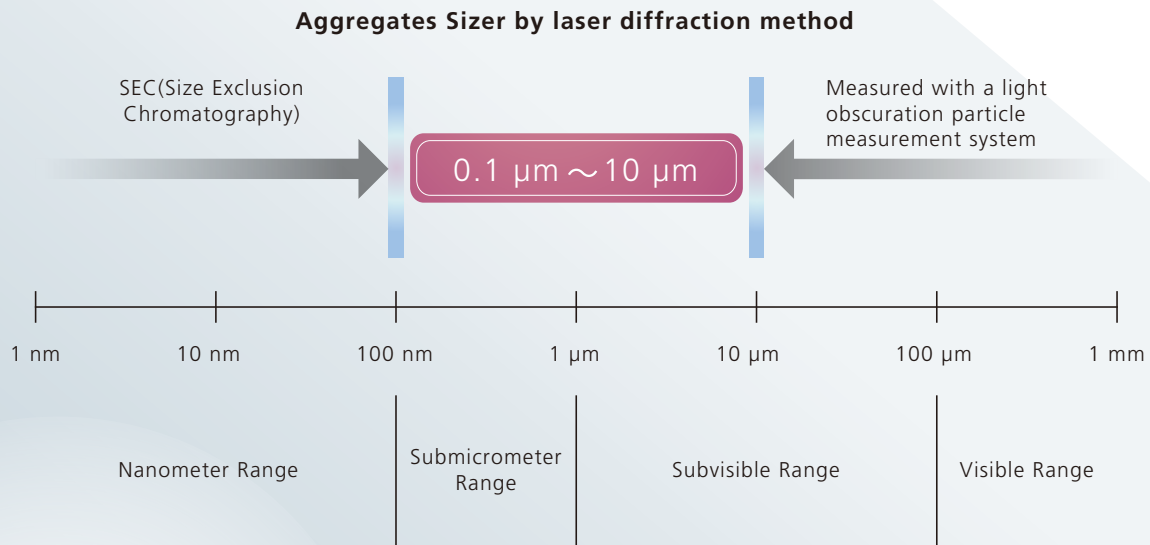 Aggregates Sizer by laser diffraction method
SEC(Size Exclusion
Chromatography)
Measured with a light
obscuration particle
measurement system
0.1 µm～10 µm
1 nm
10 nm
100 nm
1 µm
10 µm
100 µm
1 mm
Nanometer Range
Submicrometer
Range
Subvisible Range
Visible Range